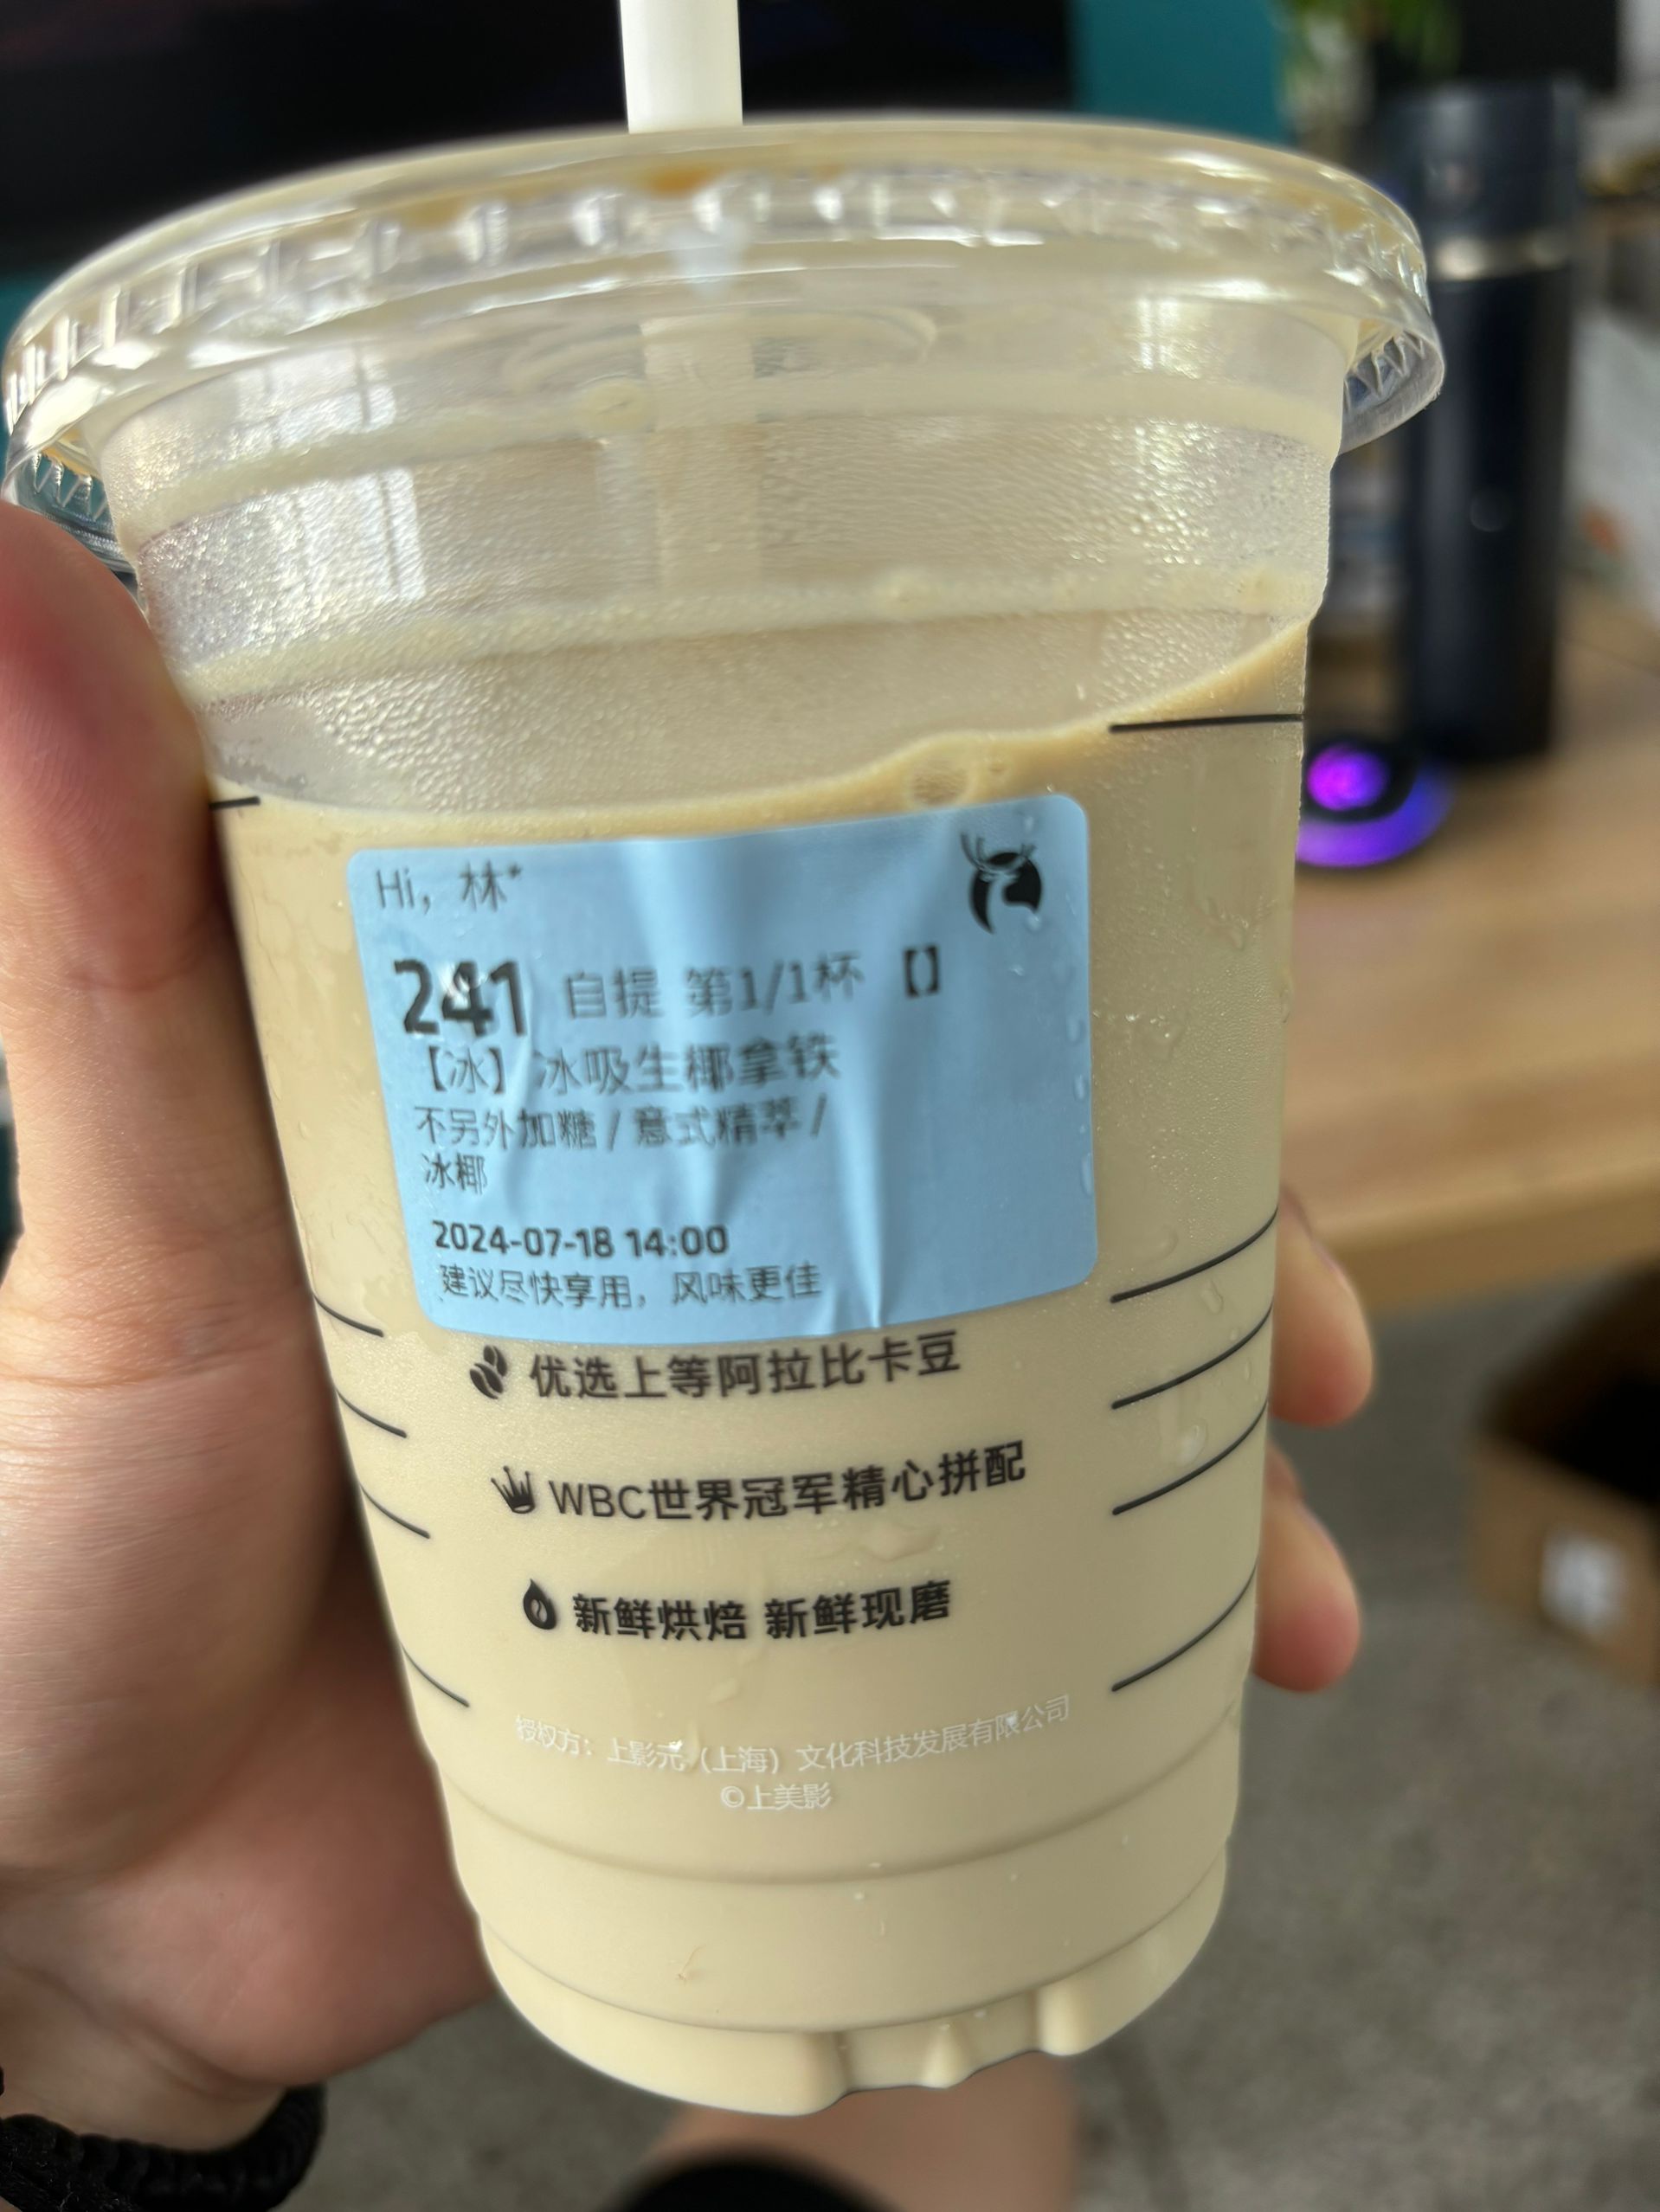 Hi，林*
241 自提 第1/1杯 【】
【冰】冰吸生椰拿铁
不另外加糖 / 意式精萃 /
冰椰
2024-07-18 14:00
建议尽快享用，风味更佳
优选上等阿拉比卡豆
WBC世界冠军精心拼配
新鲜烘焙 新鲜现磨
授权方：上影元（上海）文化科技发展有限公司
©上美影